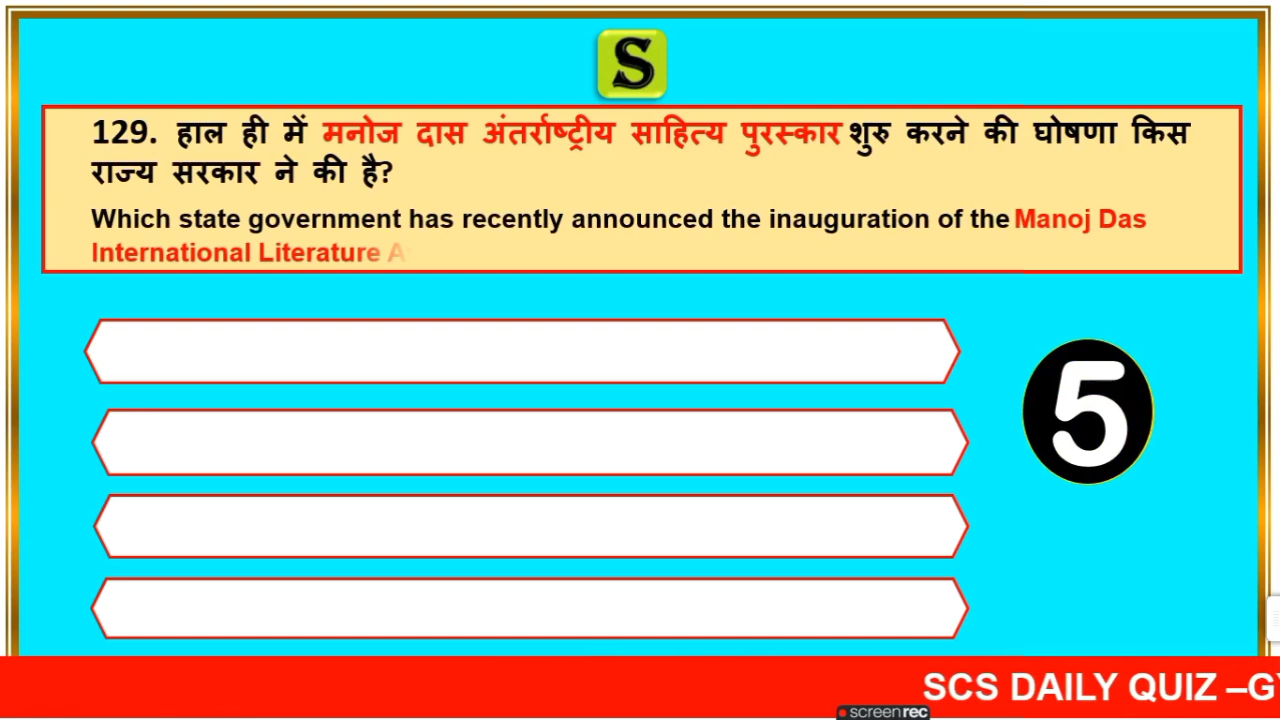 S
129. हाल ही में मनोज दास अंतर्राष्ट्रीय साहित्य पुरस्कार शुरु करने की घोषणा किस
राज्य सरकार ने की है?
Which state government has recently announced the inauguration of the Manoj Das
International Literature A
5
SCS DAILY QUIZ –GY
screenrec